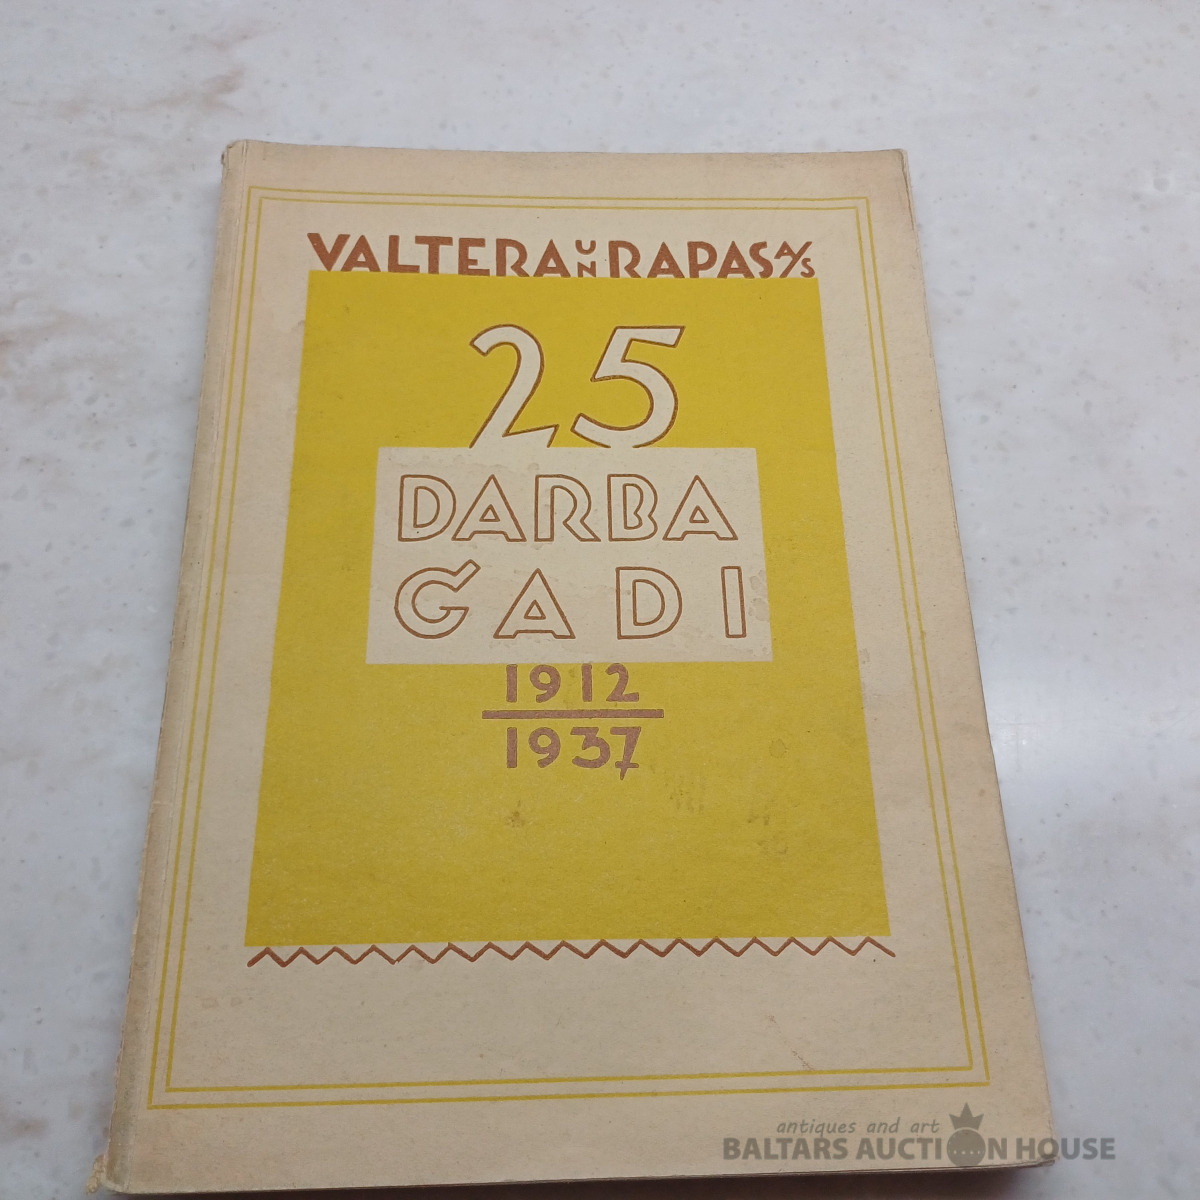 VALTERA UN RAPAS A/S
25
DARBA
GADI
1912
1937
antiques and art
BALTARS AUCTION HOUSE